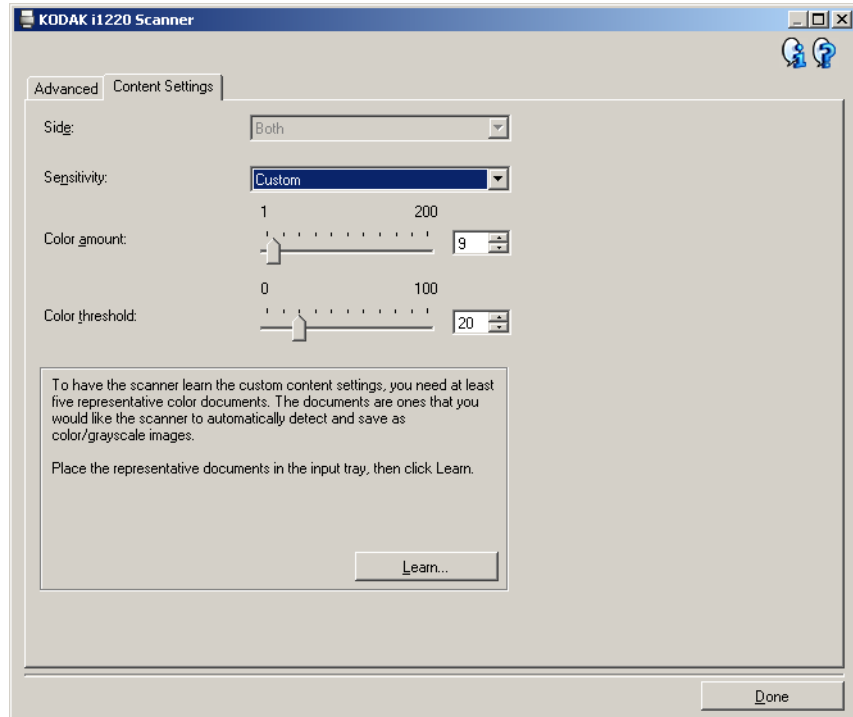 KODAK i1220 Scanner
Advanced Content Settings
Side: Both
Sensitivity: Custom
1 200
Color amount: 9
0 100
Color threshold: 20
To have the scanner learn the custom content settings, you need at least
five representative color documents. The documents are ones that you
would like the scanner to automatically detect and save as
color/grayscale images.
Place the representative documents in the input tray, then click Learn.
Learn...
Done